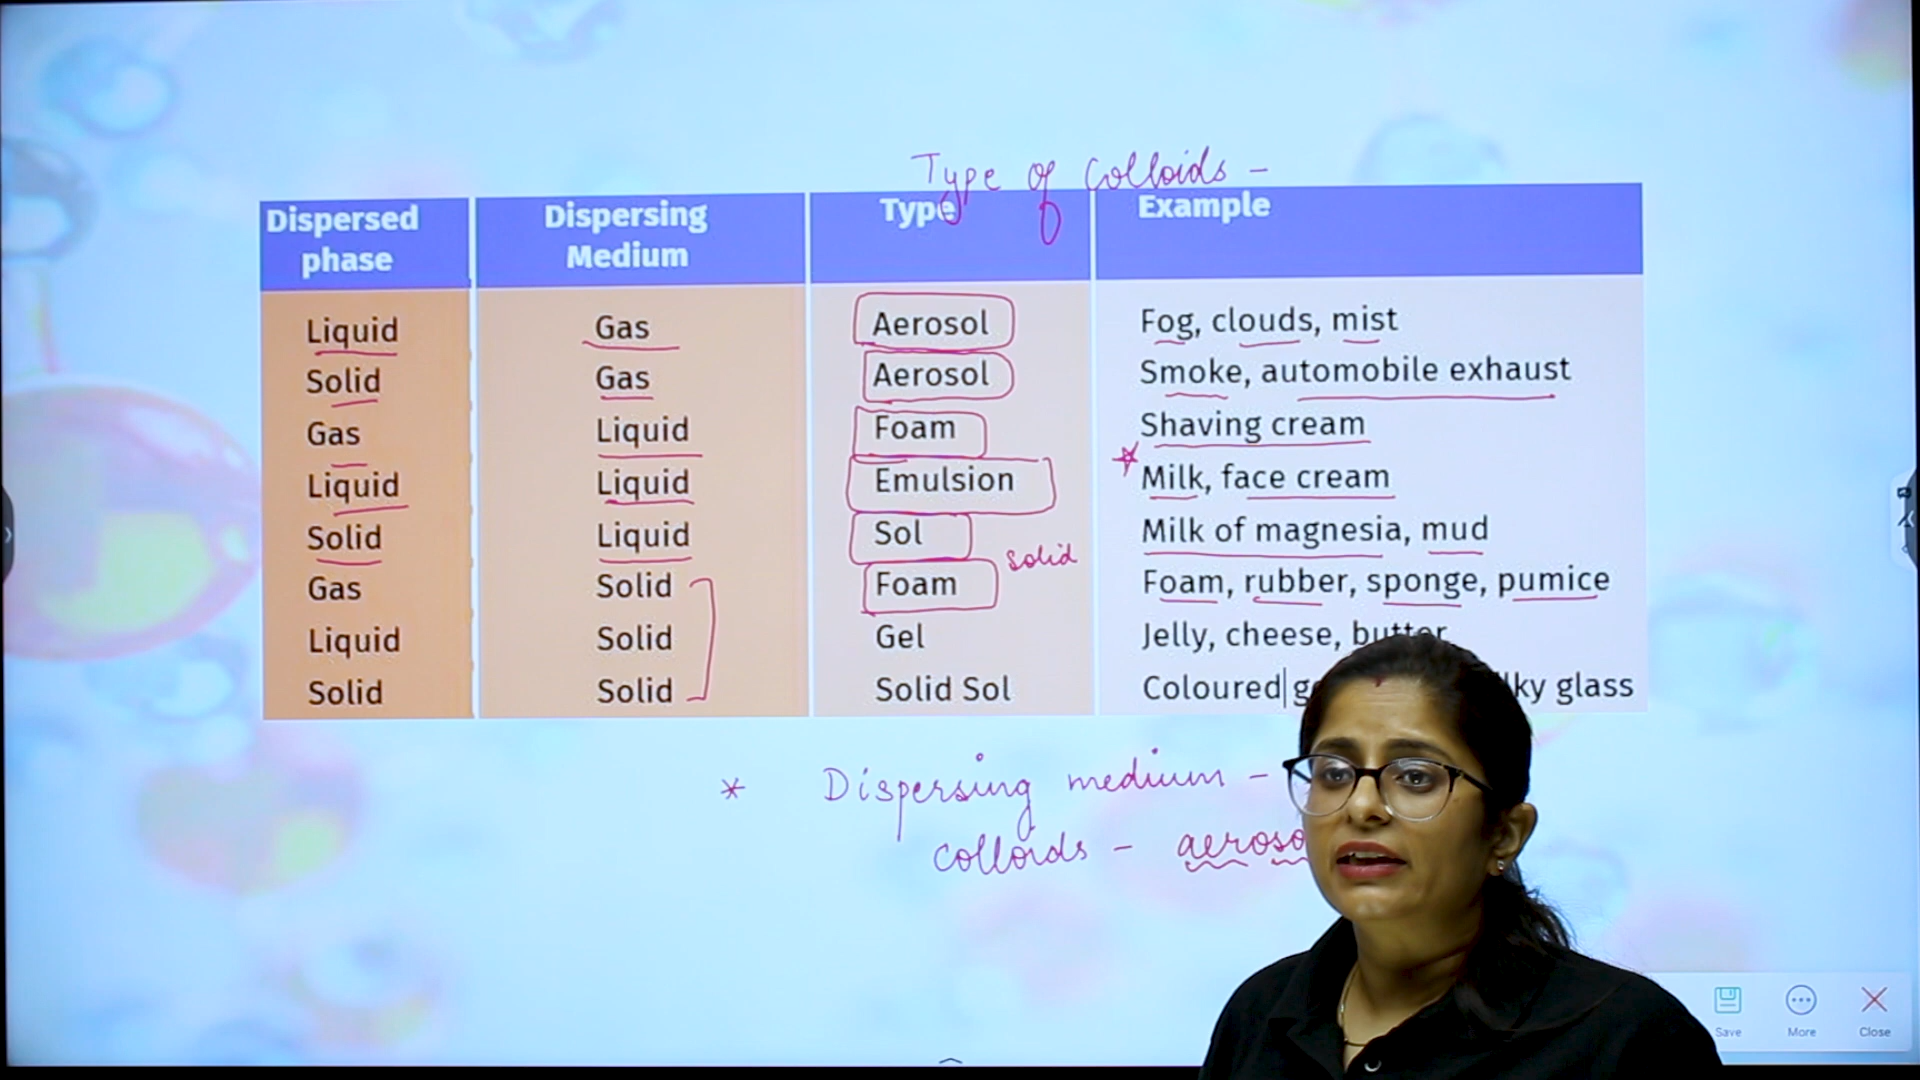 Type of Colloids -
Dispersed phase Dispersing Medium Type Example
Liquid Gas Aerosol Fog, clouds, mist
Solid Gas Aerosol Smoke, automobile exhaust
Gas Liquid Foam Shaving cream
Liquid Liquid Emulsion Milk, face cream
Solid Liquid Sol Milk of magnesia, mud
solid
Gas Solid Foam Foam, rubber, sponge, pumice
Liquid Solid Gel Jelly, cheese, butter
Solid Solid Solid Sol Coloured glass
* Dispersing medium -
colloids -
Save More Close